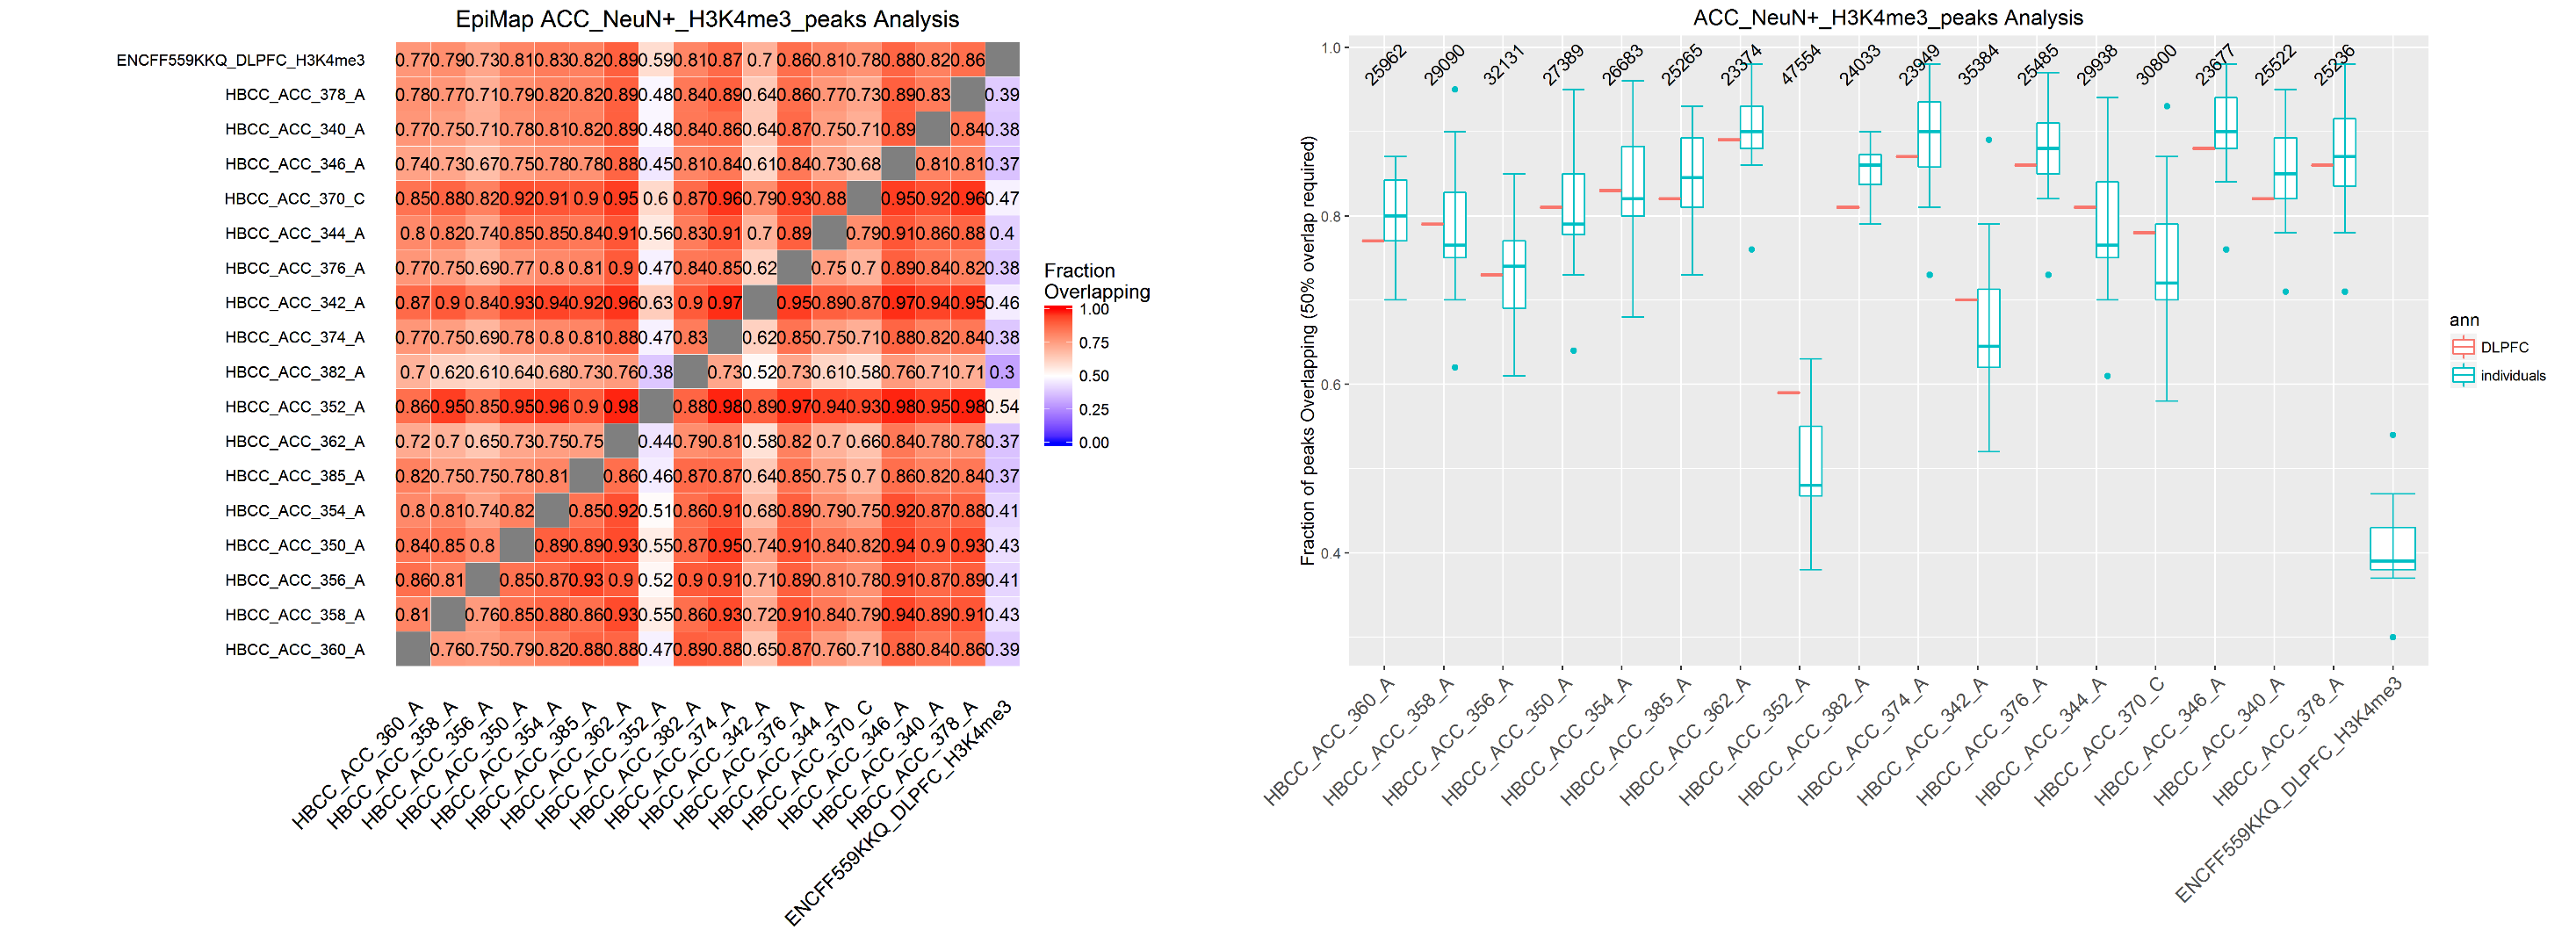 EpiMap ACC_NeuN+_H3K4me3_peaks Analysis
ENCFF559KKQ_DLPFC_H3K4me3 0.77 0.79 0.73 0.81 0.83 0.82 0.89 0.59 0.81 0.87 0.7 0.86 0.81 0.78 0.88 0.82 0.86
HBCC_ACC_378_A 0.78 0.77 0.71 0.79 0.82 0.82 0.89 0.48 0.84 0.89 0.64 0.86 0.77 0.73 0.89 0.83 0.39
HBCC_ACC_340_A 0.77 0.75 0.71 0.78 0.81 0.82 0.89 0.48 0.84 0.86 0.64 0.87 0.75 0.71 0.89 0.84 0.38
HBCC_ACC_346_A 0.74 0.73 0.67 0.75 0.78 0.78 0.88 0.45 0.81 0.84 0.61 0.84 0.73 0.68 0.81 0.81 0.37
HBCC_ACC_370_C 0.85 0.88 0.82 0.92 0.91 0.9 0.95 0.6 0.87 0.96 0.79 0.93 0.88 0.95 0.92 0.96 0.47
HBCC_ACC_344_A 0.8 0.82 0.74 0.85 0.85 0.84 0.91 0.56 0.83 0.91 0.7 0.89 0.79 0.91 0.86 0.88 0.4
HBCC_ACC_376_A 0.77 0.75 0.69 0.77 0.8 0.81 0.9 0.47 0.84 0.85 0.62 0.75 0.7 0.89 0.84 0.82 0.38
HBCC_ACC_342_A 0.87 0.9 0.84 0.93 0.94 0.92 0.96 0.63 0.9 0.97 0.95 0.89 0.87 0.97 0.94 0.95 0.46
HBCC_ACC_374_A 0.77 0.75 0.69 0.78 0.8 0.81 0.88 0.47 0.83 0.62 0.85 0.75 0.71 0.88 0.82 0.84 0.38
HBCC_ACC_382_A 0.7 0.62 0.61 0.64 0.68 0.73 0.76 0.38 0.73 0.52 0.73 0.61 0.58 0.76 0.71 0.71 0.3
HBCC_ACC_352_A 0.86 0.95 0.85 0.95 0.96 0.9 0.98 0.88 0.98 0.89 0.97 0.94 0.93 0.98 0.95 0.98 0.54
HBCC_ACC_362_A 0.72 0.7 0.65 0.73 0.75 0.75 0.44 0.79 0.81 0.58 0.82 0.7 0.66 0.84 0.78 0.78 0.37
HBCC_ACC_385_A 0.82 0.75 0.75 0.78 0.81 0.86 0.46 0.87 0.87 0.64 0.85 0.75 0.7 0.86 0.82 0.84 0.37
HBCC_ACC_354_A 0.8 0.81 0.74 0.82 0.85 0.92 0.51 0.86 0.91 0.68 0.89 0.79 0.75 0.92 0.87 0.88 0.41
HBCC_ACC_350_A 0.84 0.85 0.8 0.89 0.89 0.93 0.55 0.87 0.95 0.74 0.91 0.84 0.82 0.94 0.9 0.93 0.43
HBCC_ACC_356_A 0.86 0.81 0.85 0.87 0.93 0.9 0.52 0.9 0.91 0.71 0.89 0.81 0.78 0.91 0.87 0.89 0.41
HBCC_ACC_358_A 0.81 0.76 0.85 0.88 0.86 0.93 0.55 0.86 0.93 0.72 0.91 0.84 0.79 0.94 0.89 0.91 0.43
HBCC_ACC_360_A 0.76 0.75 0.79 0.82 0.88 0.88 0.47 0.89 0.88 0.65 0.87 0.76 0.71 0.88 0.84 0.86 0.39
HBCC_ACC_360_A
HBCC_ACC_358_A
HBCC_ACC_356_A
HBCC_ACC_350_A
HBCC_ACC_354_A
HBCC_ACC_385_A
HBCC_ACC_362_A
HBCC_ACC_352_A
HBCC_ACC_382_A
HBCC_ACC_374_A
HBCC_ACC_342_A
HBCC_ACC_376_A
HBCC_ACC_344_A
HBCC_ACC_370_C
HBCC_ACC_346_A
HBCC_ACC_340_A
HBCC_ACC_378_A
ENCFF559KKQ_DLPFC_H3K4me3
Fraction
Overlapping
1.00
0.75
0.50
0.25
0.00
ACC_NeuN+_H3K4me3_peaks Analysis
Fraction of peaks Overlapping (50% overlap required)
1.0
0.8
0.6
0.4
25962
29090
32131
27389
26683
25265
23374
47554
24033
23949
35384
25485
29938
30800
23677
25522
25236
HBCC_ACC_360_A
HBCC_ACC_358_A
HBCC_ACC_356_A
HBCC_ACC_350_A
HBCC_ACC_354_A
HBCC_ACC_385_A
HBCC_ACC_362_A
HBCC_ACC_352_A
HBCC_ACC_382_A
HBCC_ACC_374_A
HBCC_ACC_342_A
HBCC_ACC_376_A
HBCC_ACC_344_A
HBCC_ACC_370_C
HBCC_ACC_346_A
HBCC_ACC_340_A
HBCC_ACC_378_A
ENCFF559KKQ_DLPFC_H3K4me3
ann
DLPFC
individuals